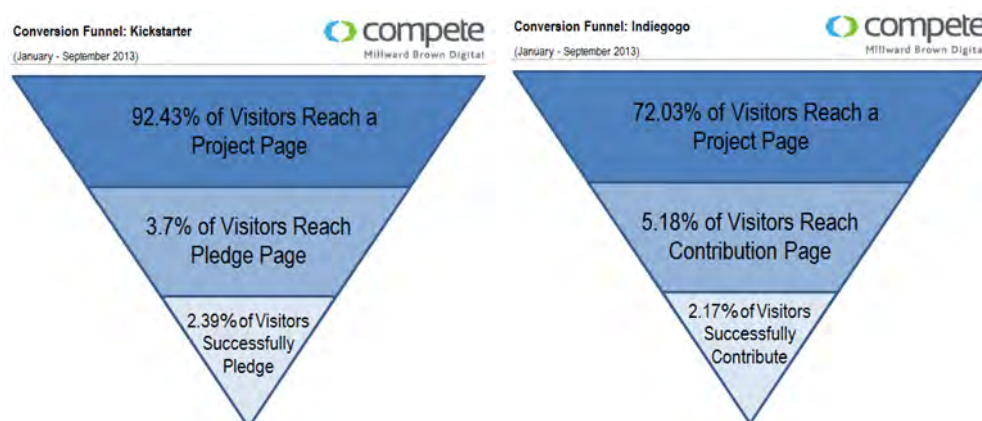 Conversion Funnel: Kickstarter
(January - September 2013)
compete
Millward Brown Digital
92.43% of Visitors Reach a
Project Page
3.7% of Visitors Reach
Pledge Page
2.39% of Visitors
Successfully
Pledge
Conversion Funnel: Indiegogo
(January - September 2013)
compete
Millward Brown Digital
72.03% of Visitors Reach a
Project Page
5.18% of Visitors Reach
Contribution Page
2.17% of Visitors
Successfully
Contribute